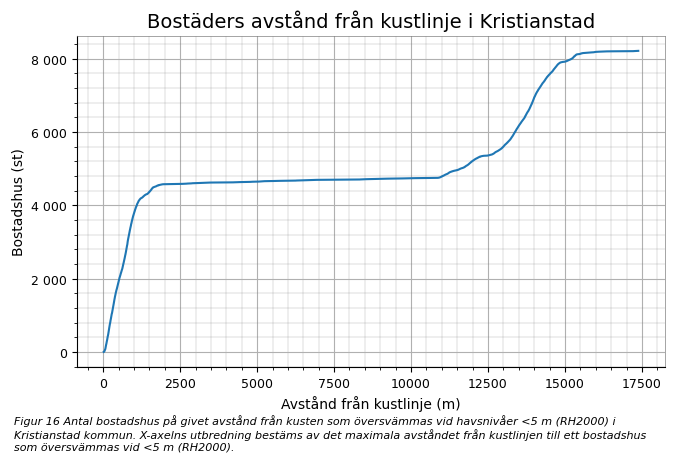 Bostäders avstånd från kustlinje i Kristianstad
8 000
6 000
4 000
2 000
0
Bostadshus (st)
0 2500 5000 7500 10000 12500 15000 17500
Avstånd från kustlinje (m)
Figur 16 Antal bostadshus på givet avstånd från kusten som översvämmas vid havsnivåer <5 m (RH2000) i
Kristianstad kommun. X-axelns utbredning bestäms av det maximala avståndet från kustlinjen till ett bostadshus
som översvämmas vid <5 m (RH2000).